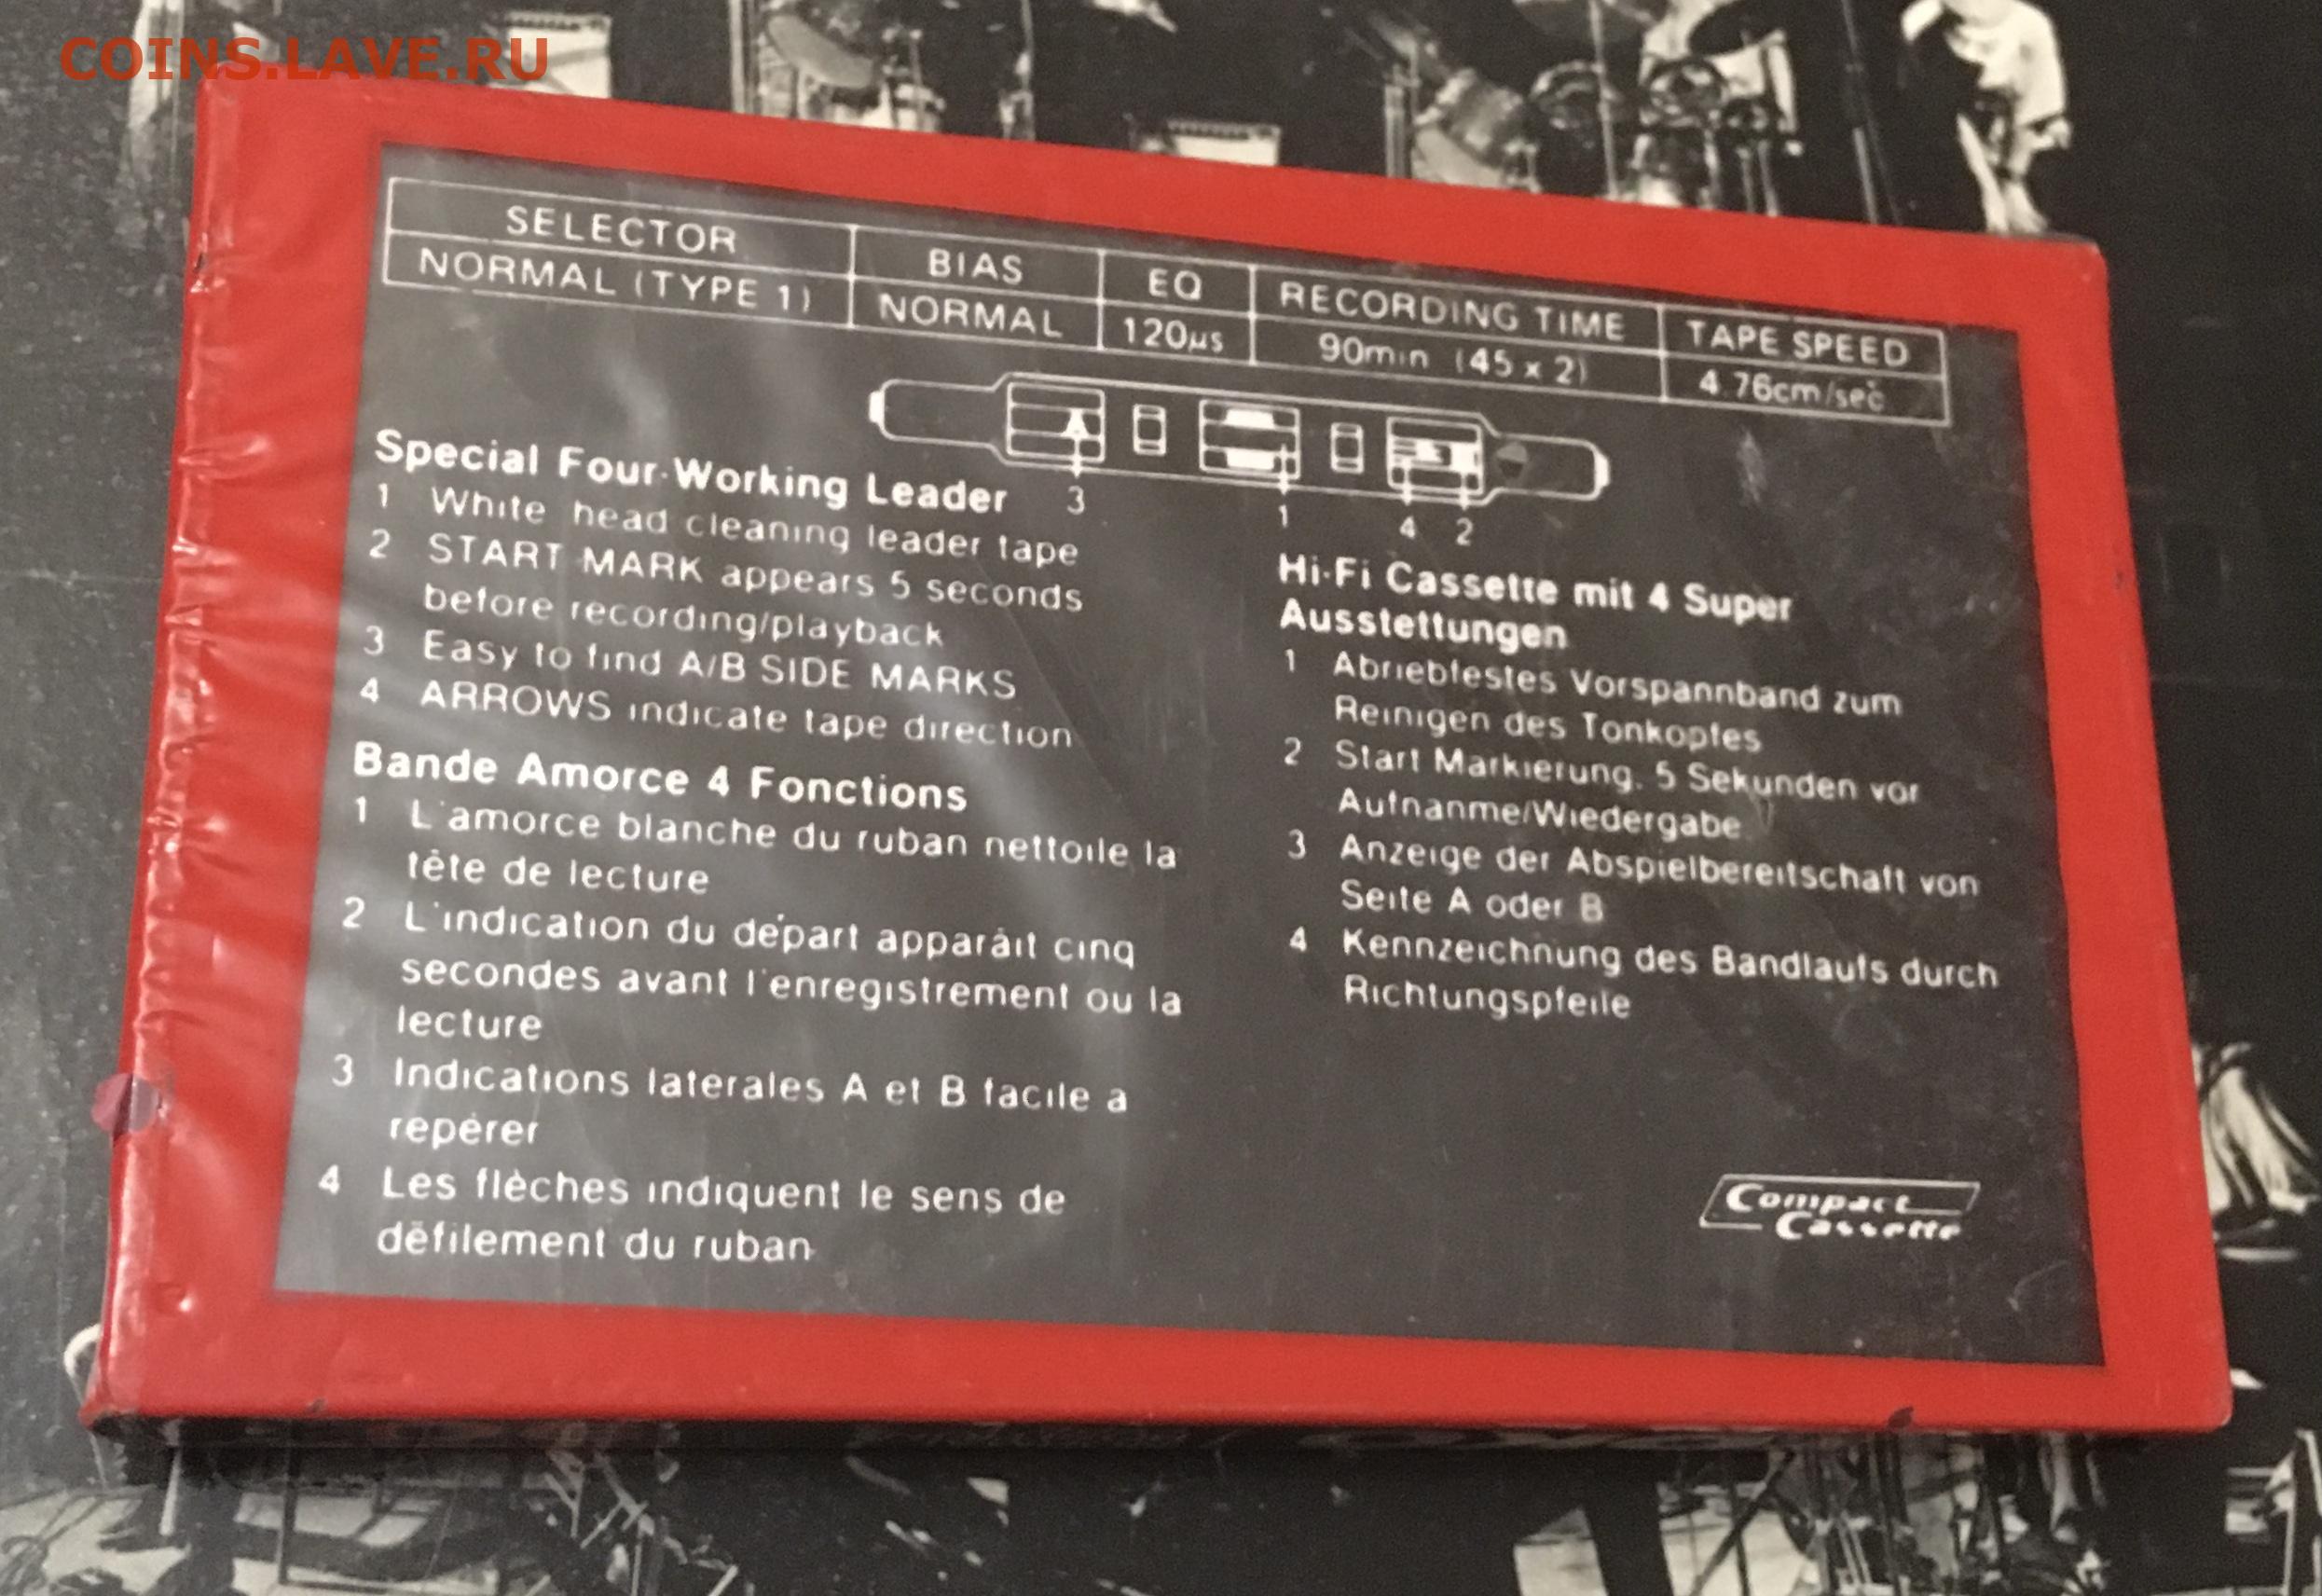 COINS.LAVE.RU
SELECTOR BIAS EQ RECORDING TIME TAPE SPEED
NORMAL (TYPE 1) NORMAL 120µs 90min (45 x 2) 4.76cm/sec
3 1 4 2
Special Four-Working Leader
1 White head cleaning leader tape
2 START MARK appears 5 seconds
before recording/playback
3 Easy to find A/B SIDE MARKS
4 ARROWS indicate tape direction
Bande Amorce 4 Fonctions
1 L'amorce blanche du ruban nettoile la
tête de lecture
2 L'indication du départ apparâit cinq
secondes avant l'enregistrement ou la
lecture
3 Indications laterales A et B facile a
repérer
4 Les flèches indiquent le sens de
défilement du ruban
Hi-Fi Cassette mit 4 Super
Ausstettungen
1 Abriebfestes Vorspannband zum
Reinigen des Tonkopfes
2 Start Markierung. 5 Sekunden vor
Aufnanme/Wiedergabe
3 Anzeige der Abspielbereitschaft von
Seite A oder B
4 Kennzeichnung des Bandlaufs durch
Richtungspfeile
Compact
Cassette